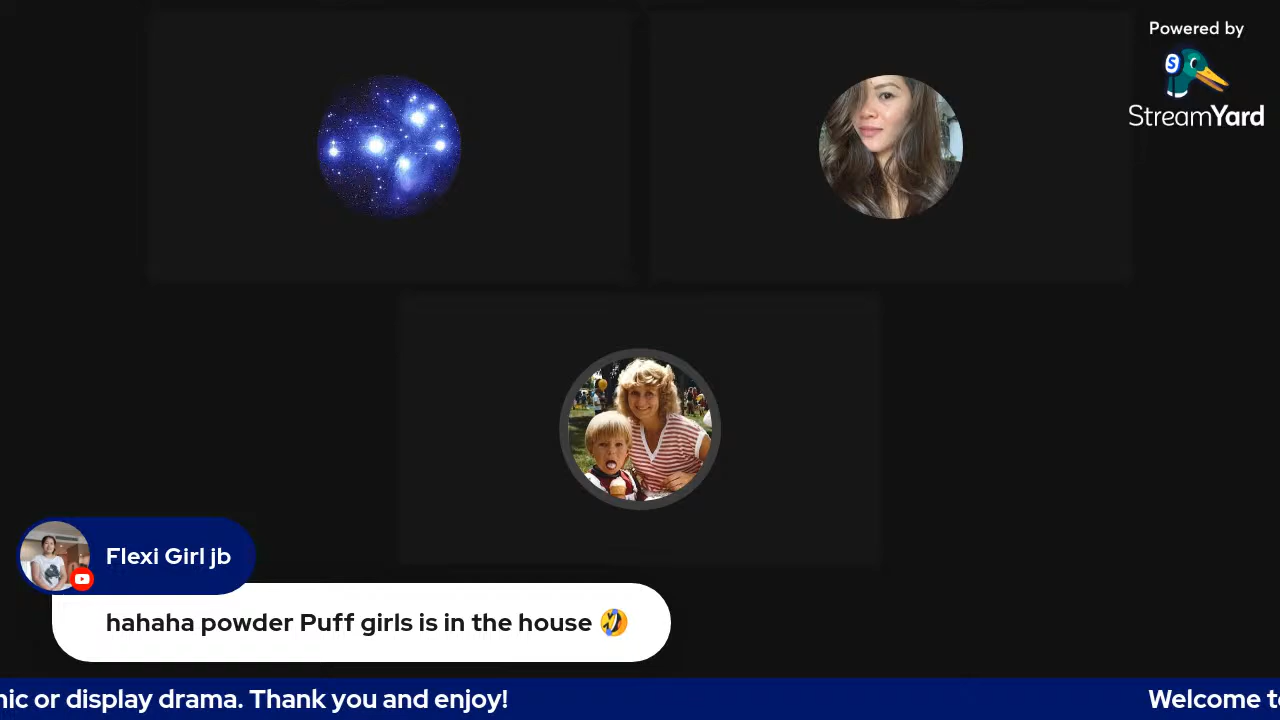 Powered by
S
StreamYard
Flexi Girl jb
hahaha powder Puff girls is in the house 🤣
or display drama. Thank you and enjoy!
Welcome